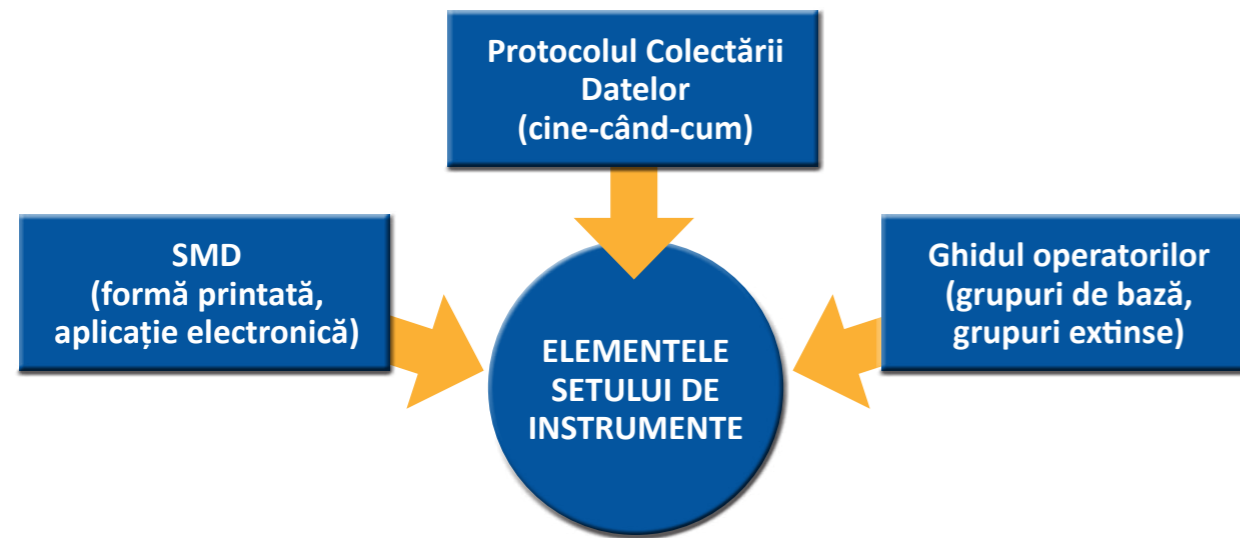 Protocolul Colectării
Datelor
(cine-când-cum)
SMD
(formă printată,
aplicație electronică)
Ghidul operatorilor
(grupuri de bază,
grupuri extinse)
ELEMENTELE
SETULUI DE
INSTRUMENTE